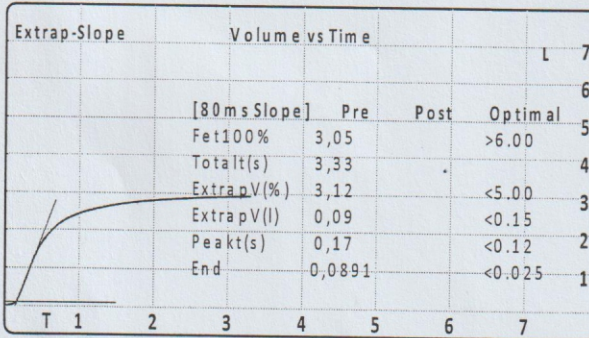 Extrap-Slope Volume vs Time
L 7
6
[80msSlope] Pre Post Optimal 5
Fet100% 3,05 >6.00
Totalt(s) 3,33 4
ExtrapV(%) 3,12 <5.00
3
ExtrapV(l) 0,09 <0.15
Peakt(s) 0,17 <0.12 2
End 0,0891 <0.025 1
T 1 2 3 4 5 6 7